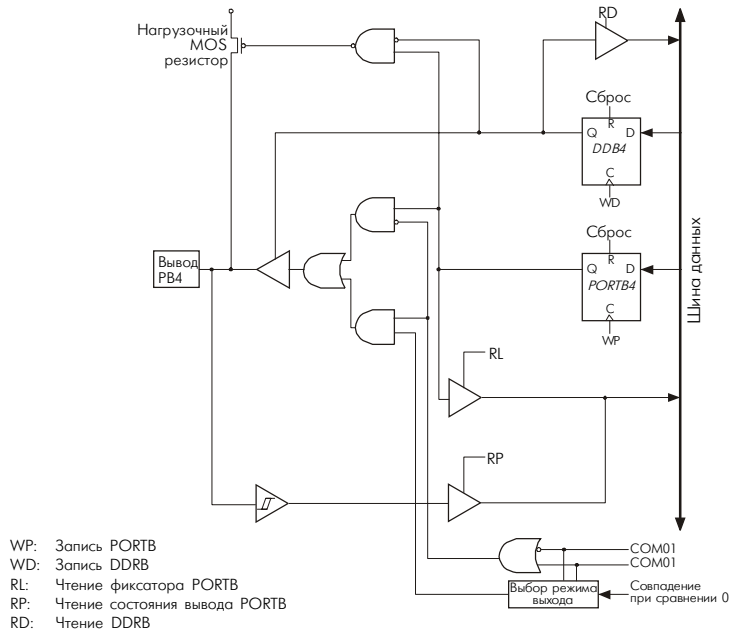 RD
Нагрузочный
MOS
резистор
Сброс
R
Q D
DDB4
C
WD
Сброс
R
Q D
PORTB4
C
WP
Вывод
PB4
Шина данных
RL
RP
COM01
COM01
Выбор режима
выхода
Совпадение
при сравнении 0
WP: Запись PORTB
WD: Запись DDRB
RL: Чтение фиксатора PORTB
RP: Чтение состояния вывода PORTB
RD: Чтение DDRB